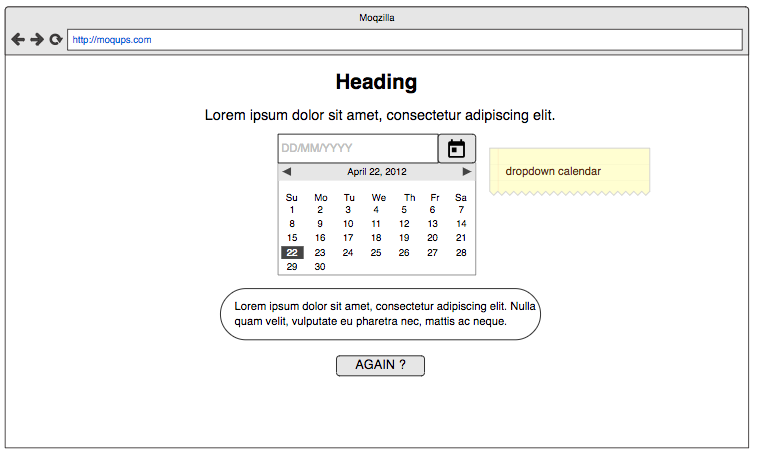 Moqzilla
http://moqups.com
Heading
Lorem ipsum dolor sit amet, consectetur adipiscing elit.
DD/MM/YYYY
dropdown calendar
April 22, 2012
Su Mo Tu We Th Fr Sa
1 2 3 4 5 6 7
8 9 10 11 12 13 14
15 16 17 18 19 20 21
22 23 24 25 26 27 28
29 30
Lorem ipsum dolor sit amet, consectetur adipiscing elit. Nulla
quam velit, vulputate eu pharetra nec, mattis ac neque.
AGAIN ?